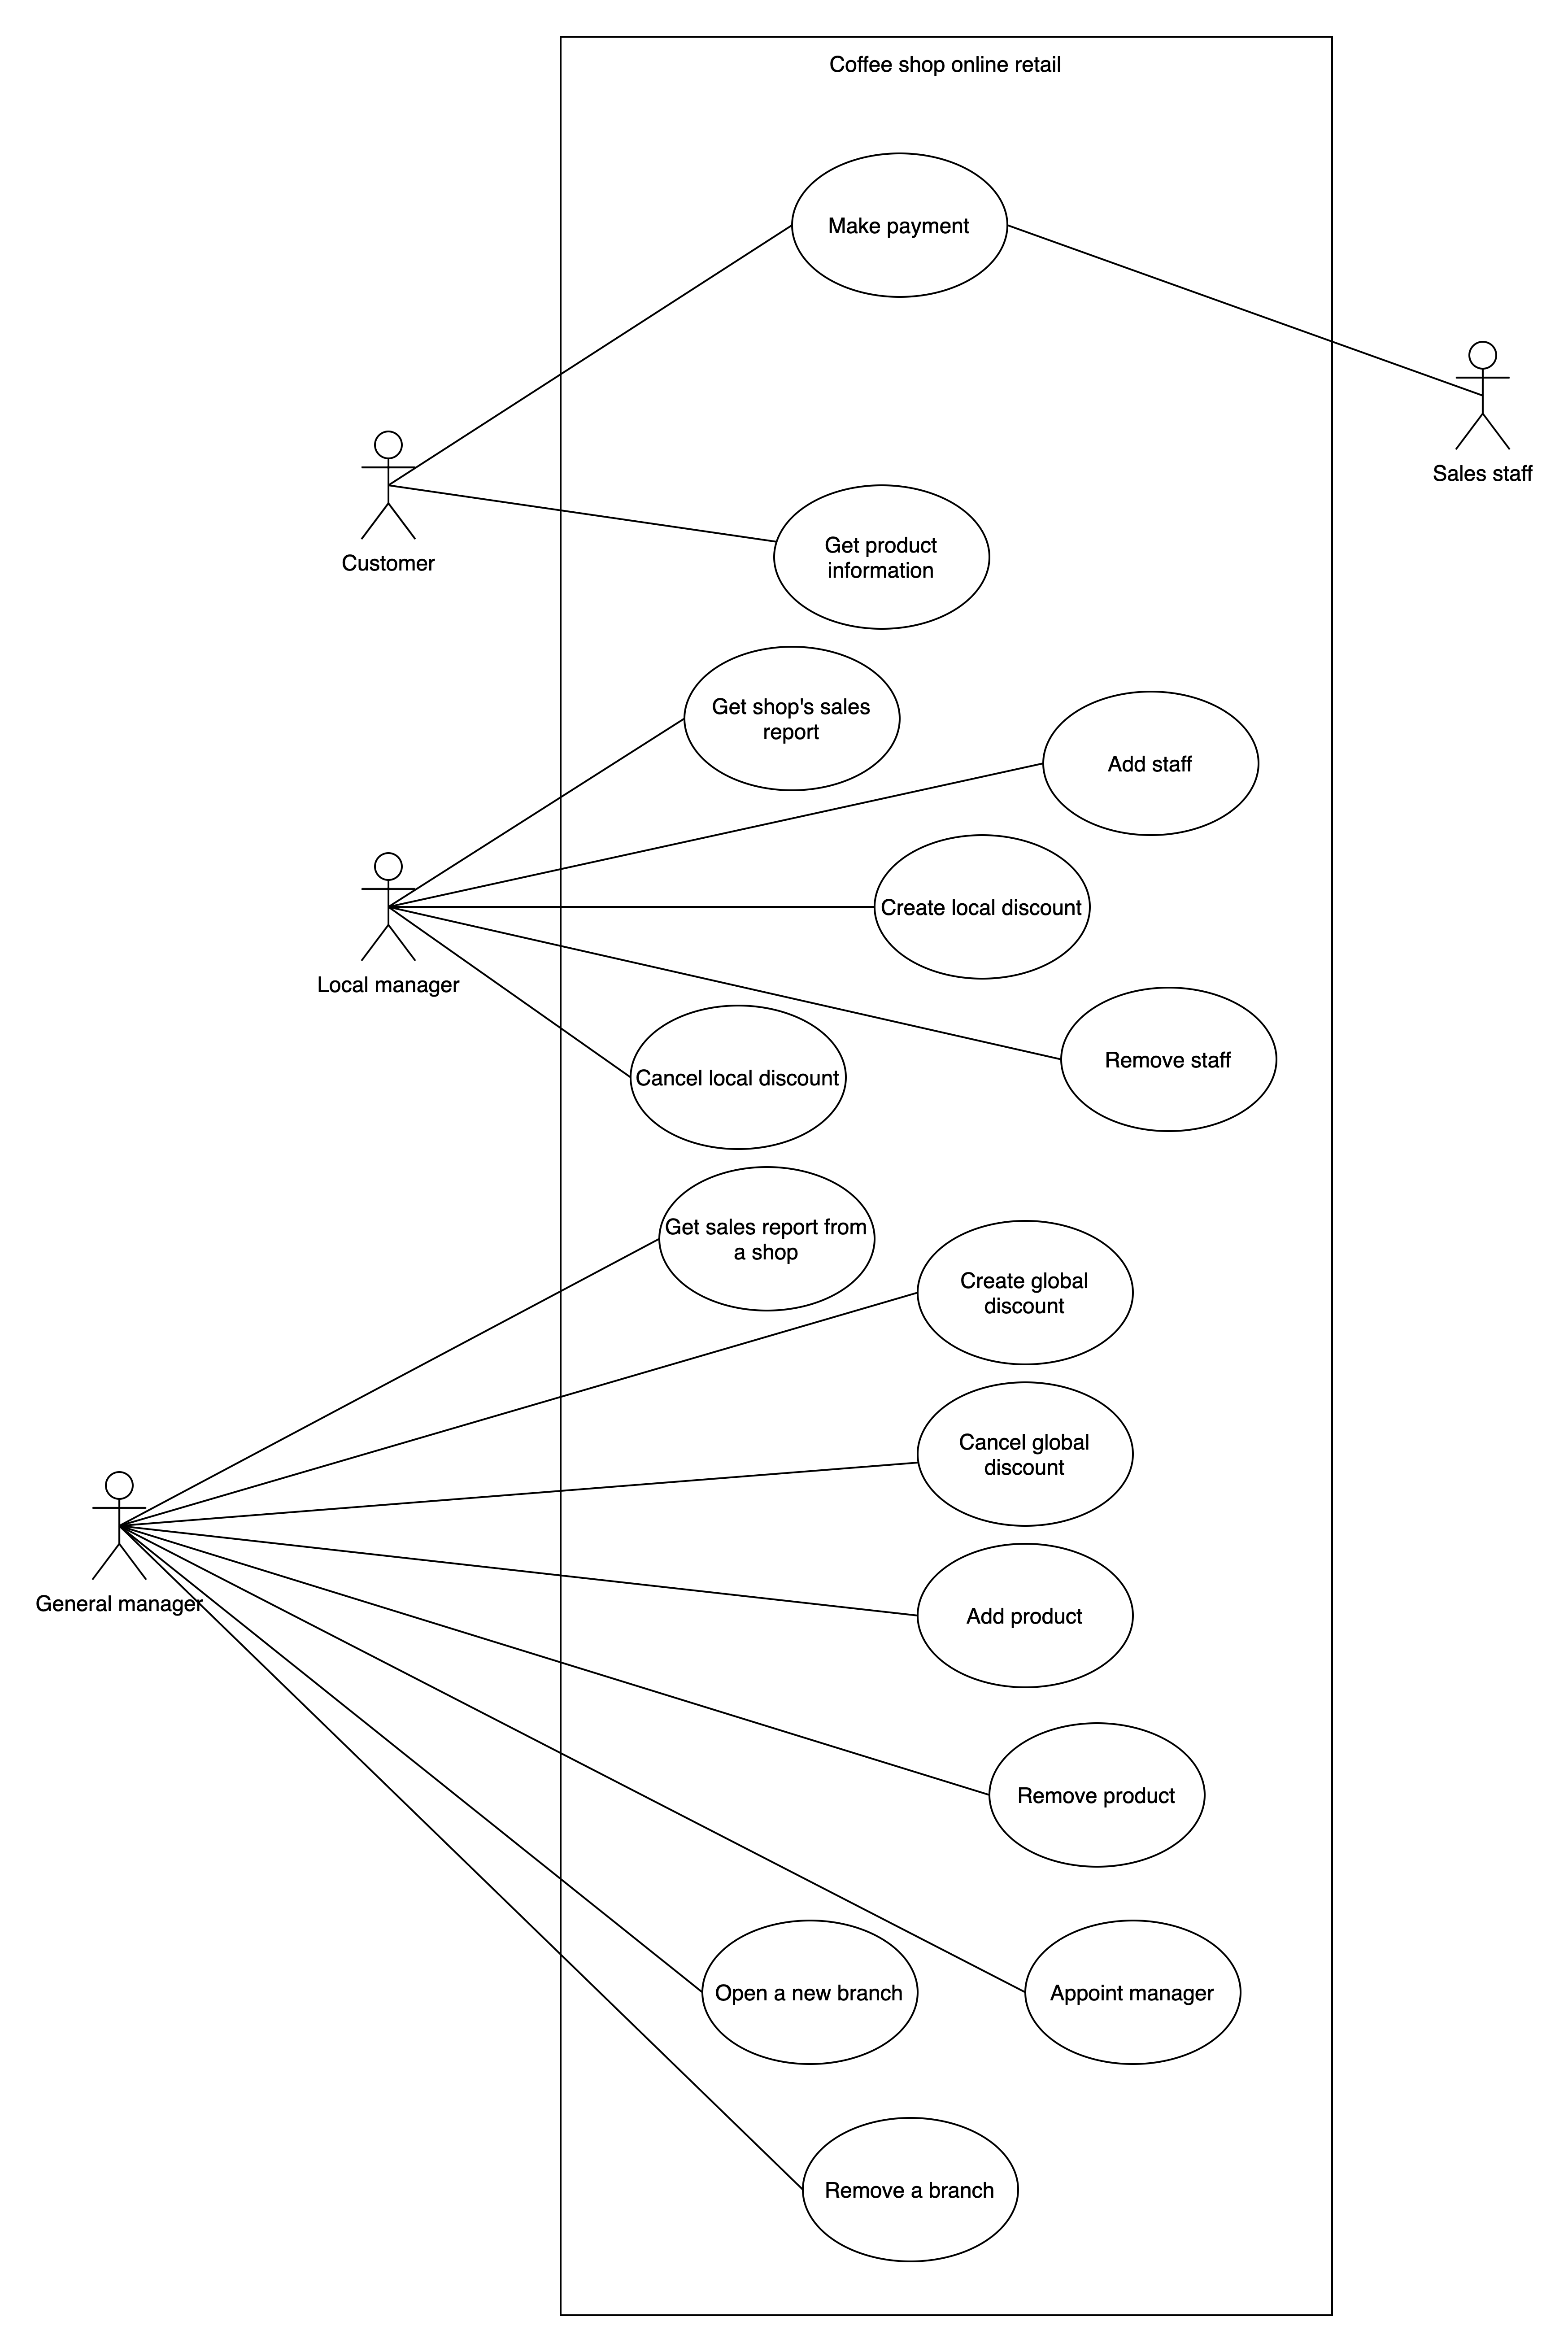 Coffee shop online retail
Make payment
Sales staff
Customer
Get product
information
Get shop's sales
report
Add staff
Create local discount
Local manager
Remove staff
Cancel local discount
Get sales report from
a shop
Create global
discount
Cancel global
discount
General manager
Add product
Remove product
Open a new branch
Appoint manager
Remove a branch